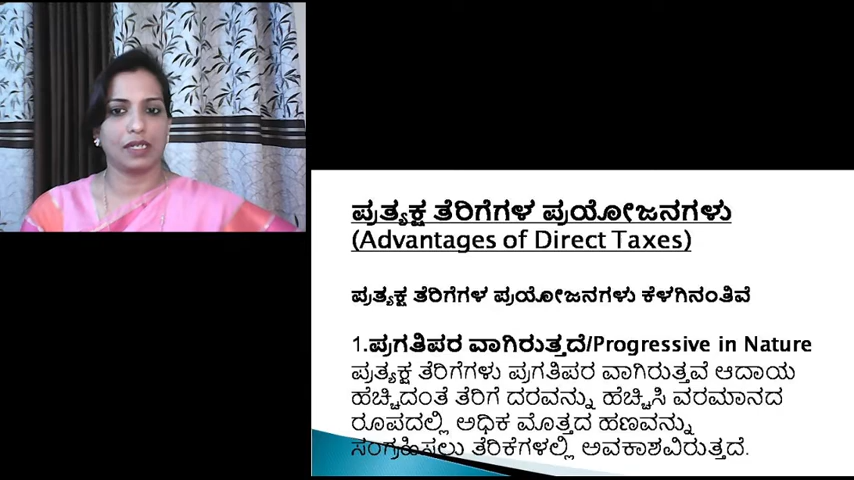 ಪ್ರತ್ಯಕ್ಷ ತೆರಿಗೆಗಳ ಪ್ರಯೋಜನಗಳು
(Advantages of Direct Taxes)
ಪ್ರತ್ಯಕ್ಷ ತೆರಿಗೆಗಳ ಪ್ರಯೋಜನಗಳು ಕೆಳಗಿನಂತಿವೆ
1.ಪ್ರಗತಿಪರ ವಾಗಿರುತ್ತದೆ/Progressive in Nature
ಪ್ರತ್ಯಕ್ಷ ತೆರಿಗೆಗಳು ಪ್ರಗತಿಪರ ವಾಗಿರುತ್ತವೆ ಆದಾಯ
ಹೆಚ್ಚಿದಂತೆ ತೆರಿಗೆ ದರವನ್ನು ಹೆಚ್ಚಿಸಿ ವರಮಾನದ
ರೂಪದಲ್ಲಿ ಅಧಿಕ ಮೊತ್ತದ ಹಣವನ್ನು
ಸಂಗ್ರಹಿಸಲು ತೆರಿಕೆಗಳಲ್ಲಿ ಅವಕಾಶವಿರುತ್ತದೆ.